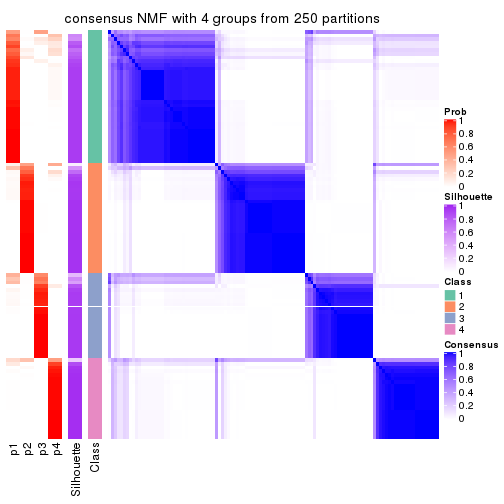 consensus NMF with 4 groups from 250 partitions
Prob
1
0.8
0.6
0.4
0.2
0
Silhouette
1
0.8
0.6
0.4
0.2
0
Class
1
2
3
4
Consensus
1
0.8
0.6
0.4
0.2
0
p1
p2
p3
p4
Silhouette
Class